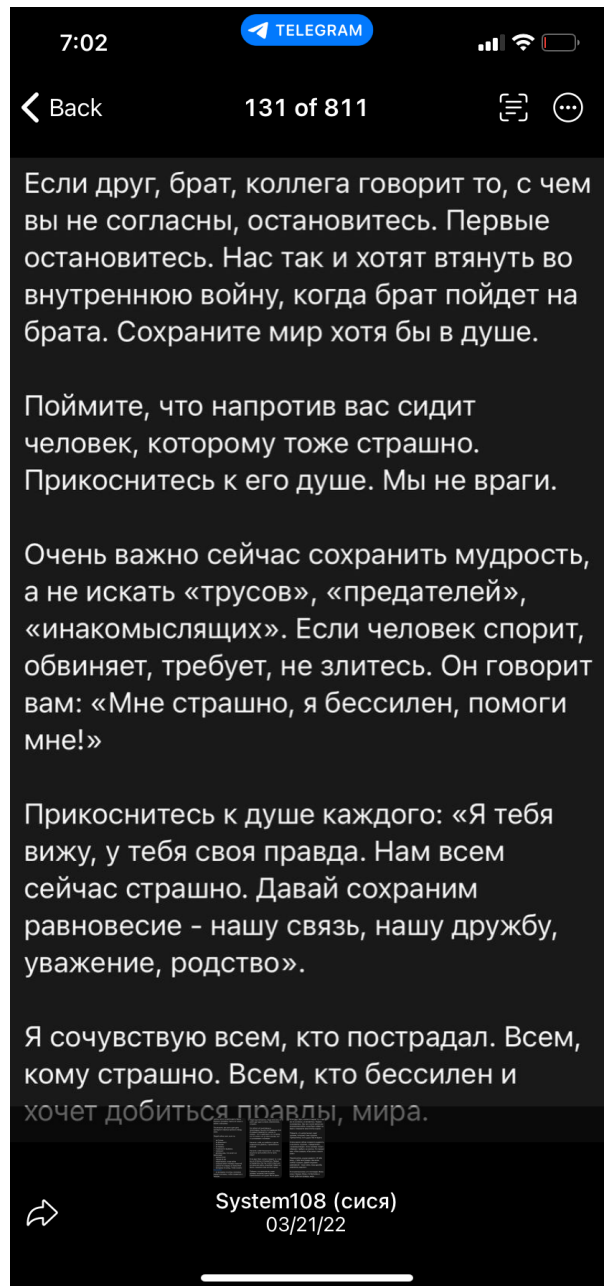 7:02
TELEGRAM
Back
131 of 811
Если друг, брат, коллега говорит то, с чем
вы не согласны, остановитесь. Первые
остановитесь. Нас так и хотят втянуть во
внутреннюю войну, когда брат пойдет на
брата. Сохраните мир хотя бы в душе.
Поймите, что напротив вас сидит
человек, которому тоже страшно.
Прикоснитесь к его душе. Мы не враги.
Очень важно сейчас сохранить мудрость,
а не искать «трусов», «предателей»,
«инакомыслящих». Если человек спорит,
обвиняет, требует, не злитесь. Он говорит
вам: «Мне страшно, я бессилен, помоги
мне!»
Прикоснитесь к душе каждого: «Я тебя
вижу, у тебя своя правда. Нам всем
сейчас страшно. Давай сохраним
равновесие - нашу связь, нашу дружбу,
уважение, родство».
Я сочувствую всем, кто пострадал. Всем,
кому страшно. Всем, кто бессилен и
хочет добиться правды, мира.
System108 (сися)
03/21/22